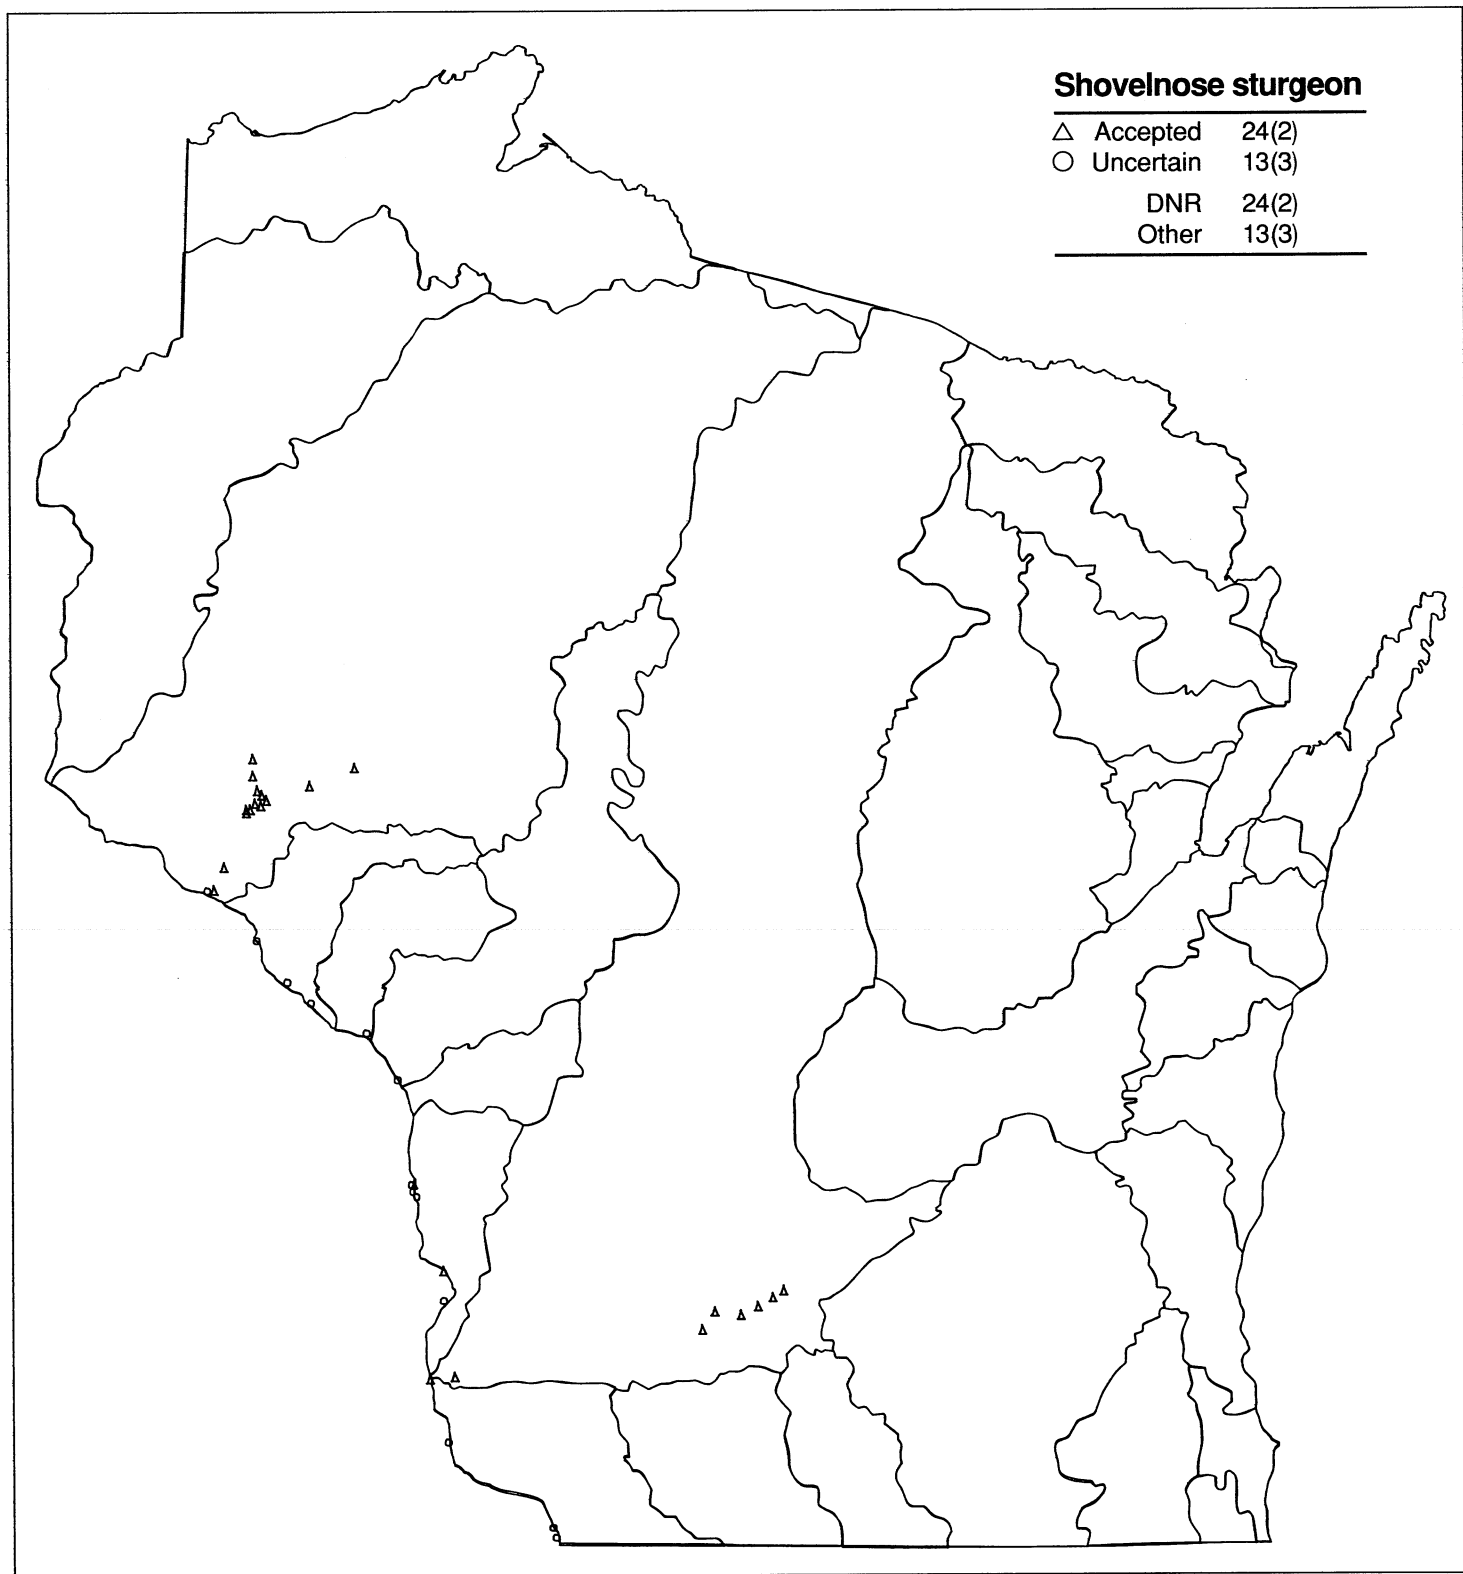 Shovelnose sturgeon
△ Accepted 24(2)
○ Uncertain 13(3)
DNR 24(2)
Other 13(3)